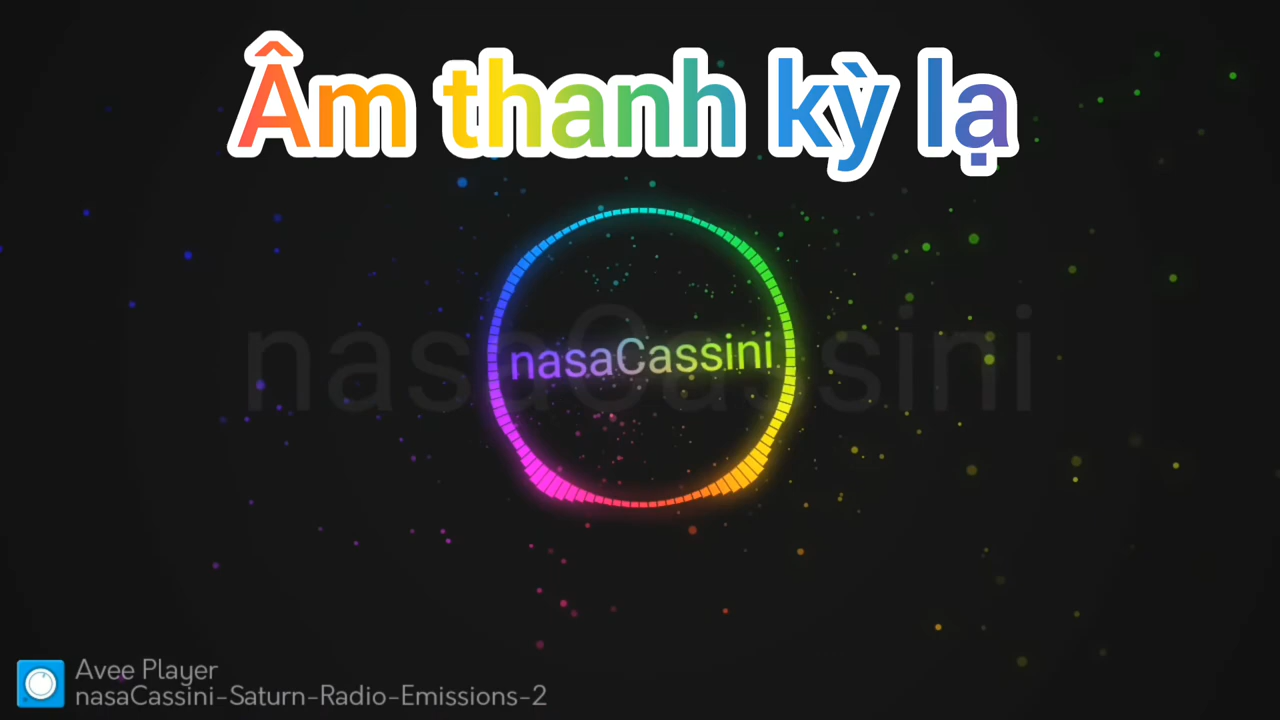 Âm thanh kỳ lạ
nasaCassini
nasaCassini
Avee Player
nasaCassini-Saturn-Radio-Emissions-2